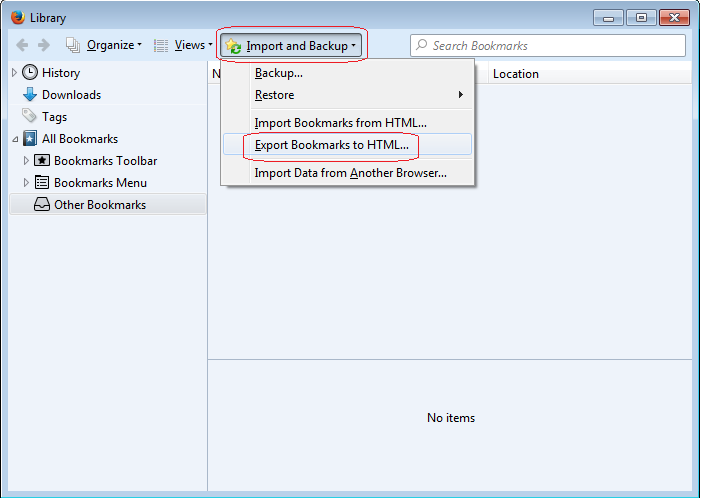 Library
Organize
Views
Import and Backup
Search Bookmarks
History
Downloads
Tags
All Bookmarks
Bookmarks Toolbar
Bookmarks Menu
Other Bookmarks
N
Location
Backup...
Restore
Import Bookmarks from HTML...
Export Bookmarks to HTML...
Import Data from Another Browser...
No items